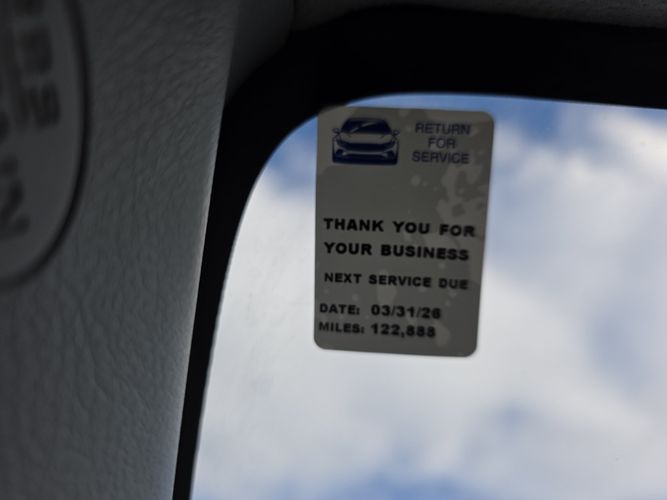 RETURN
FOR
SERVICE
THANK YOU FOR
YOUR BUSINESS
NEXT SERVICE DUE
DATE: 03/31/26
MILES: 122,888